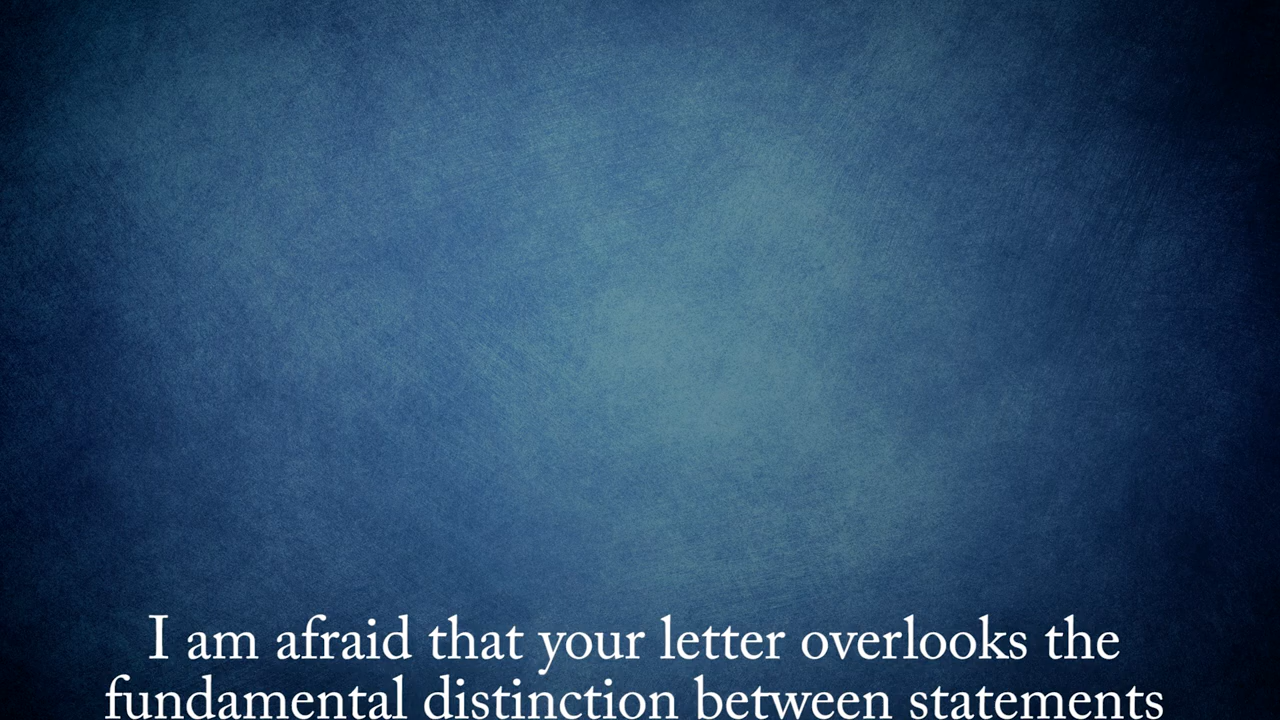 I am afraid that your letter overlooks the
fundamental distinction between statements